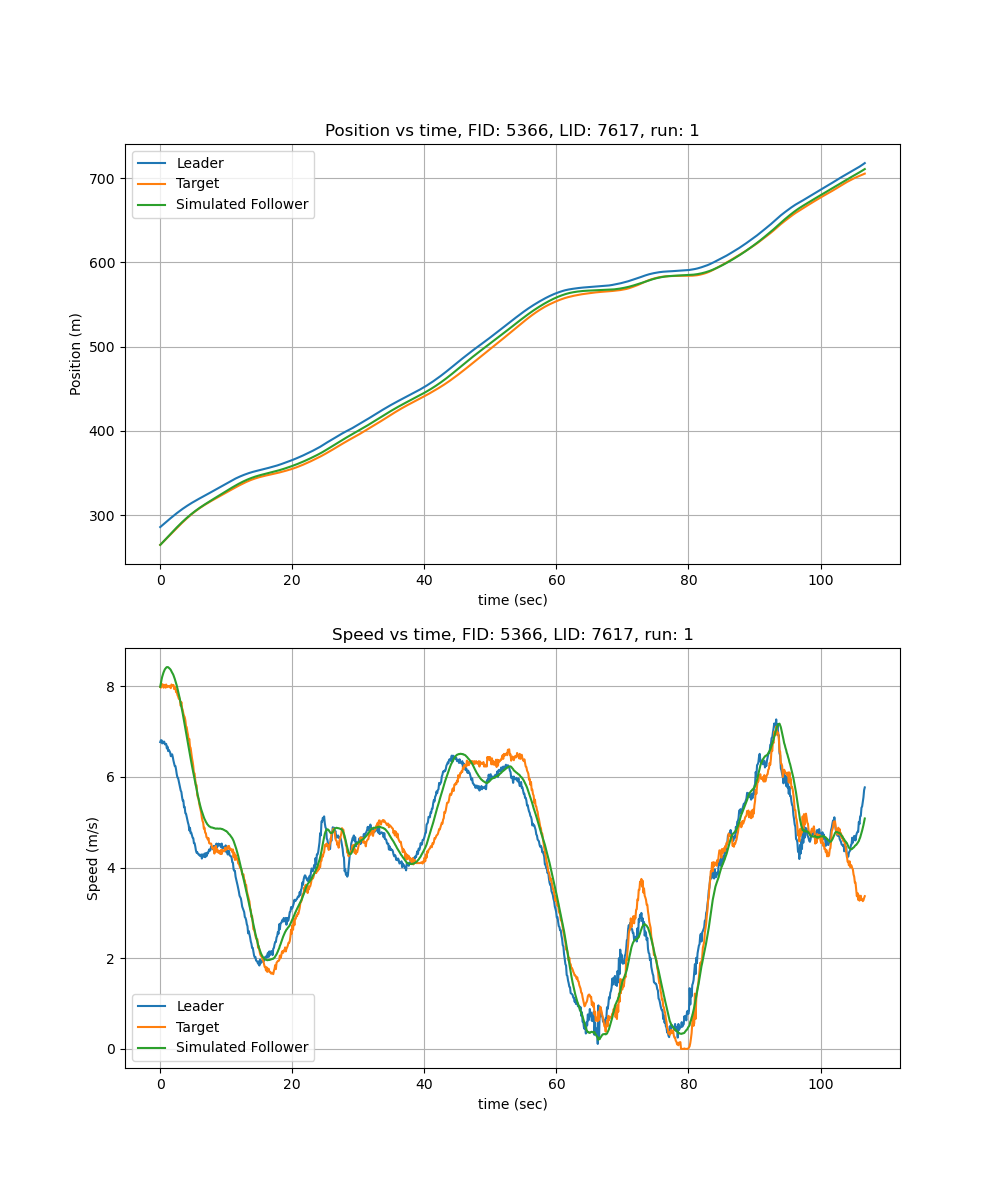 Position vs time, FID: 5366, LID: 7617, run: 1
Leader
Target
Simulated Follower
700
600
500
400
300
Position (m)
0 20 40 60 80 100
time (sec)
Speed vs time, FID: 5366, LID: 7617, run: 1
8
6
4
2
0
Speed (m/s)
Leader
Target
Simulated Follower
0 20 40 60 80 100
time (sec)